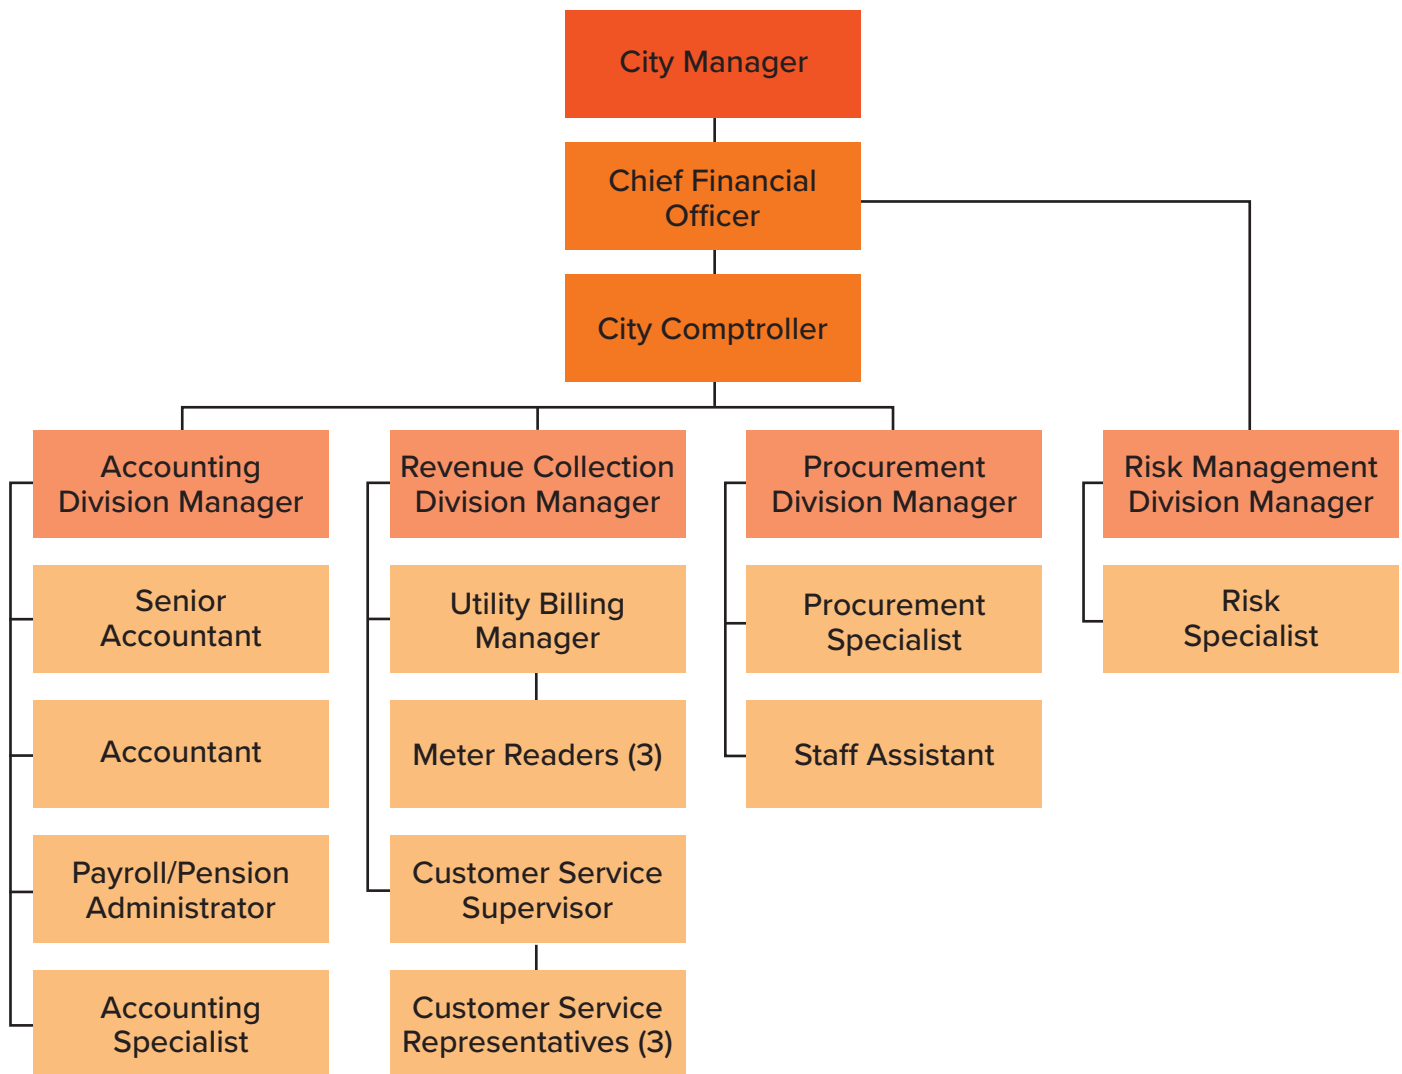 City Manager
Chief Financial
Officer
City Comptroller
Accounting
Division Manager
Revenue Collection
Division Manager
Procurement
Division Manager
Risk Management
Division Manager
Senior
Accountant
Utility Billing
Manager
Procurement
Specialist
Risk
Specialist
Accountant
Meter Readers (3)
Staff Assistant
Payroll/Pension
Administrator
Customer Service
Supervisor
Accounting
Specialist
Customer Service
Representatives (3)